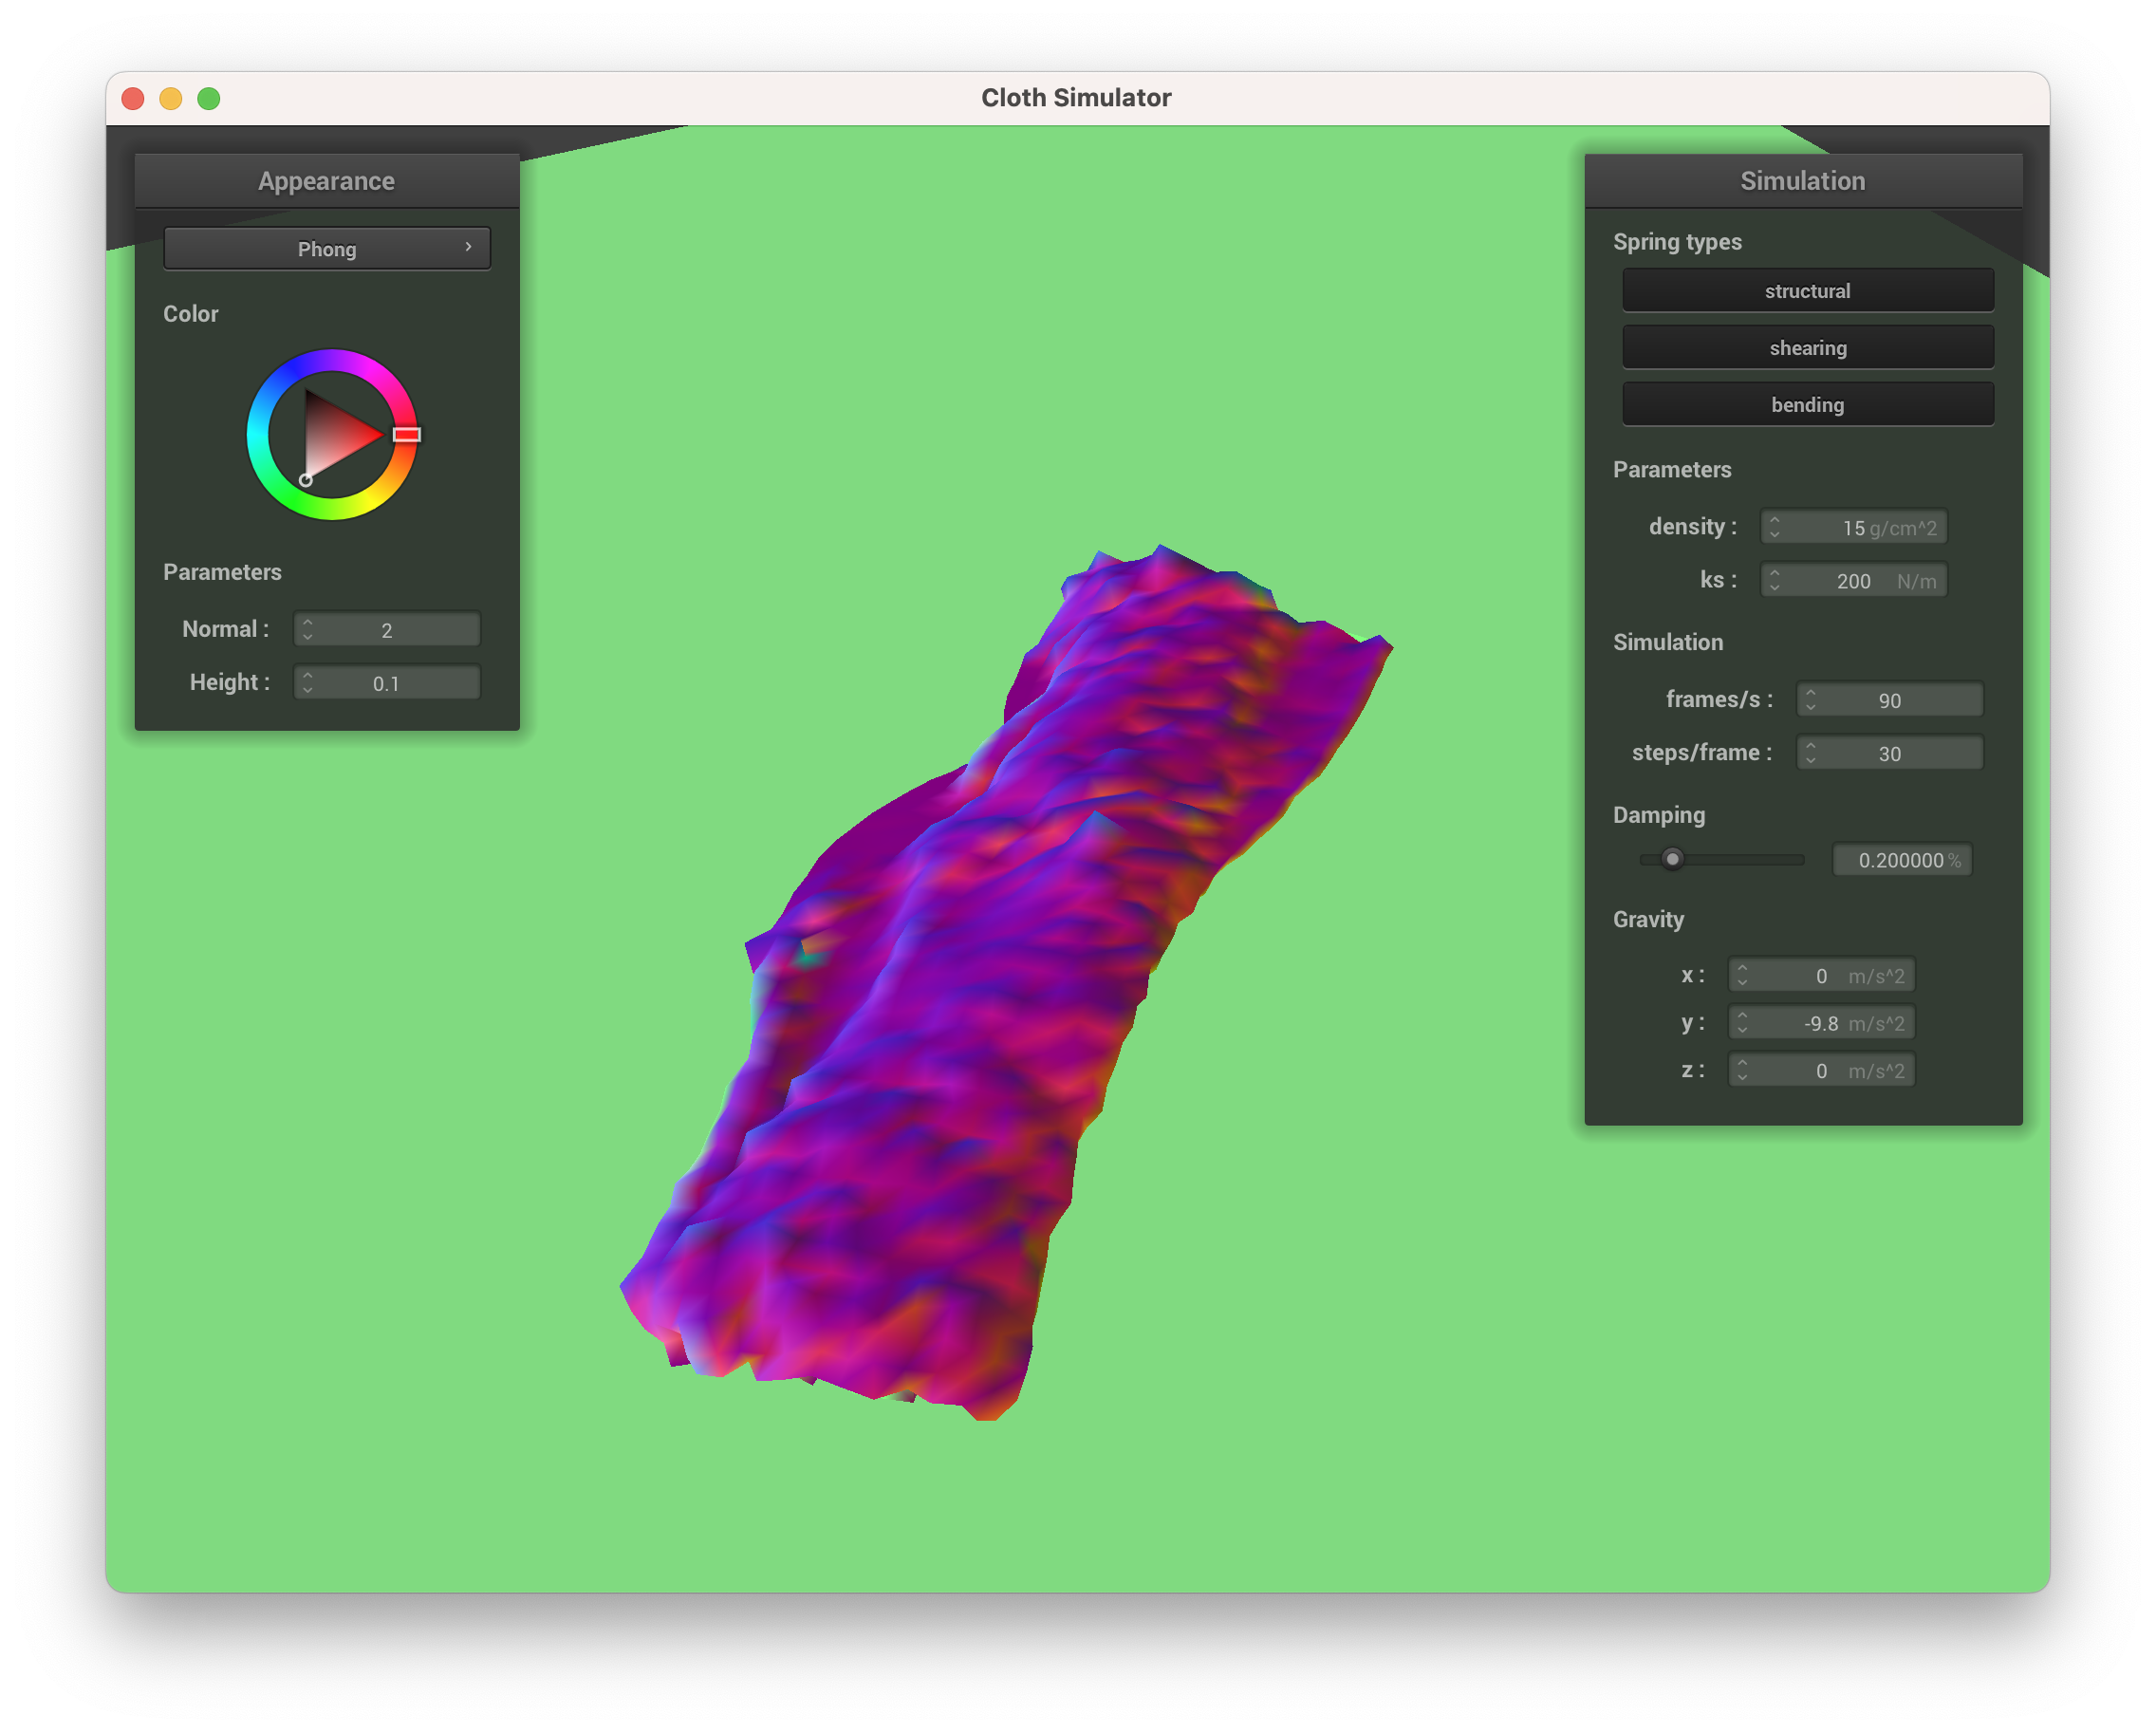 Cloth Simulator
Appearance
Phong
Color
Parameters
Normal : 2
Height : 0.1
Simulation
Spring types
structural
shearing
bending
Parameters
density : 15 g/cm^2
ks : 200 N/m
Simulation
frames/s : 90
steps/frame : 30
Damping
0.200000 %
Gravity
x : 0 m/s^2
y : -9.8 m/s^2
z : 0 m/s^2